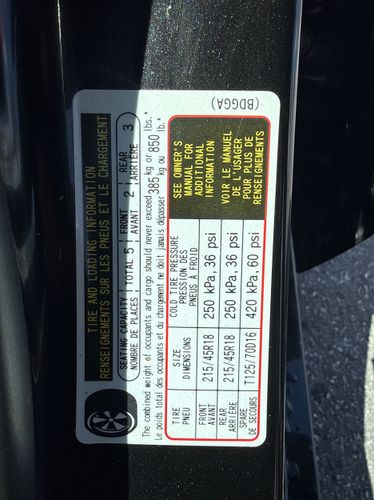 TIRE AND LOADING INFORMATION
RENSEIGNEMENTS SUR LES PNEUS ET LE CHARGEMENT
SEATING CAPACITY TOTAL 5 FRONT 2 REAR 3
NOMBRE DE PLACES AVANT ARRIÈRE
The combined weight of occupants and cargo should never exceed 385 kg or 850 lbs.
Le poids total des occupants et du chargement ne doit jamais dépasser 385 kg ou 850 lb.
TIRE SIZE COLD TIRE PRESSURE
PNEU DIMENSIONS PRESSION DES PNEUS À FROID
FRONT 215/45R18 250 kPa, 36 psi
AVANT
REAR 215/45R18 250 kPa, 36 psi
ARRIÈRE
SPARE T125/70D16 420 kPa, 60 psi
DE SECOURS
SEE OWNER'S
MANUAL FOR
ADDITIONAL
INFORMATION
VOIR LE MANUEL
DE L'USAGER
POUR PLUS DE
RENSEIGNEMENTS
(BDGGA)